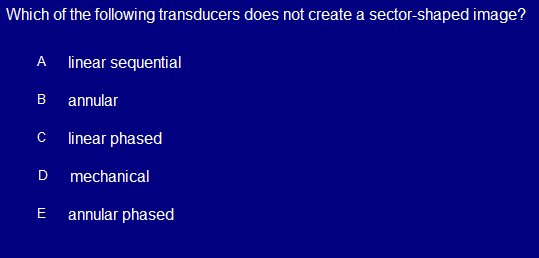 Which of the following transducers does not create a sector-shaped image?
A linear sequential
B annular
C linear phased
D mechanical
E annular phased